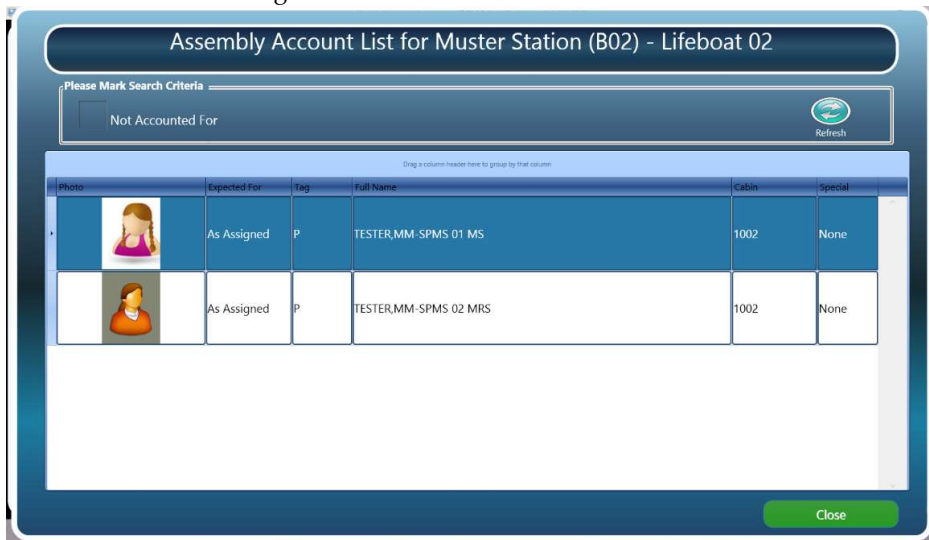 Assembly Account List for Muster Station (B02) - Lifeboat 02
Please Mark Search Criteria
Not Accounted For
Refresh
Drag a column header here to group by that column
Photo Expected For Tag Full Name Cabin Special
As Assigned P TESTER,MM-SPMS 01 MS 1002 None
As Assigned P TESTER,MM-SPMS 02 MRS 1002 None
Close